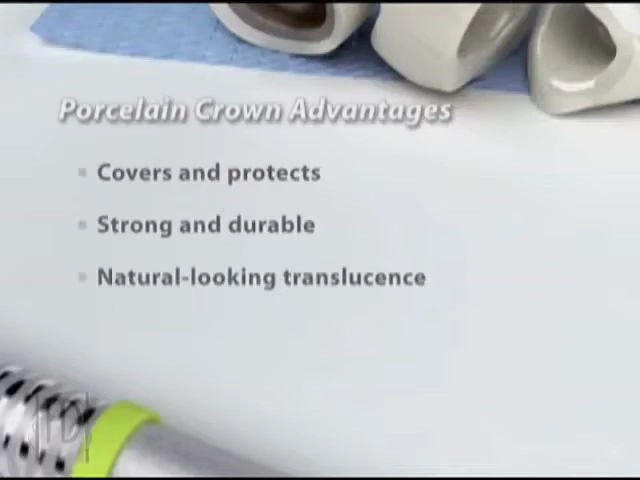 Porcelain Crown Advantages
Covers and protects
Strong and durable
Natural-looking translucence